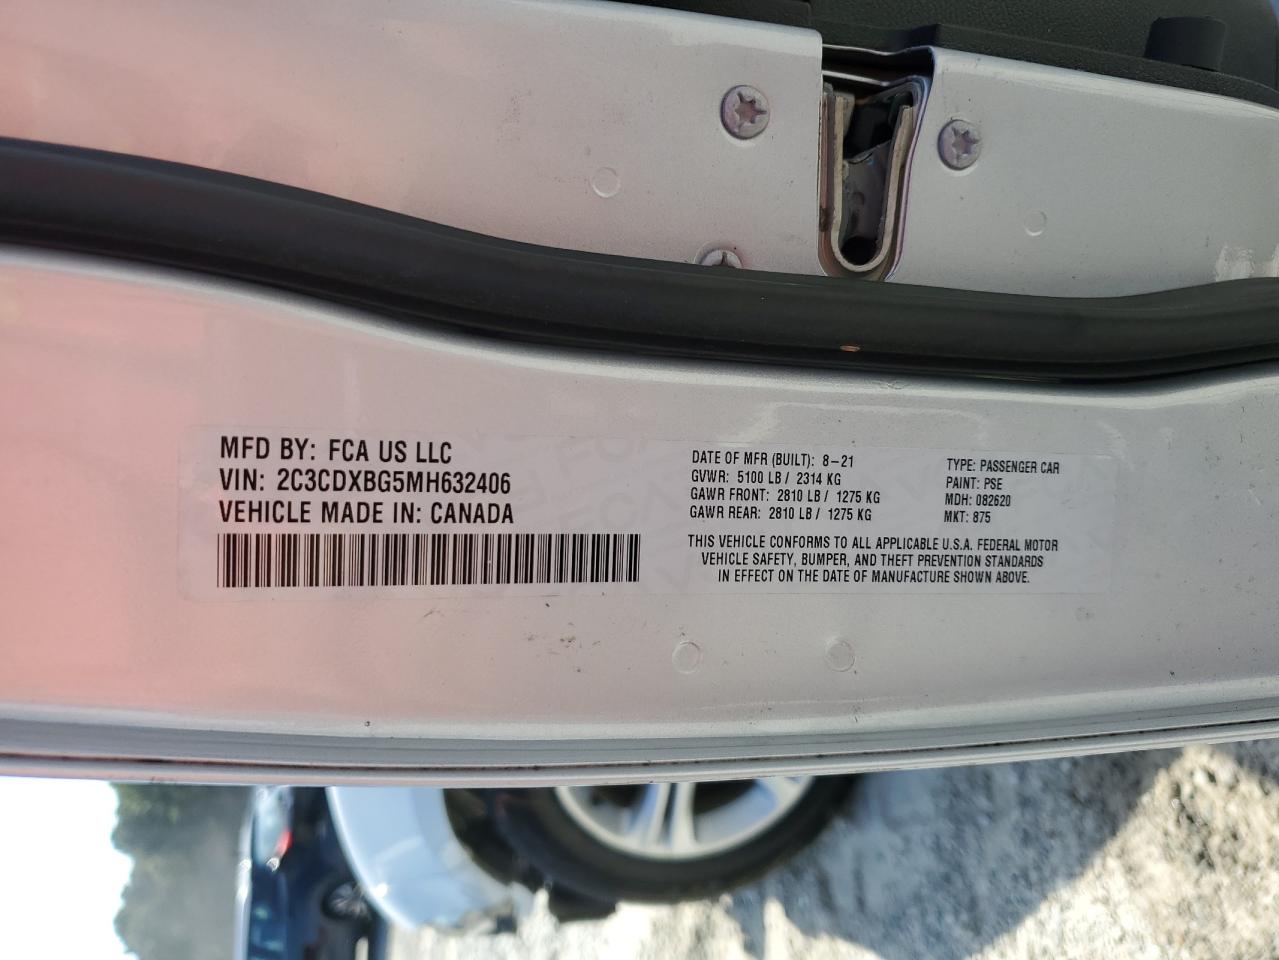 MFD BY: FCA US LLC
VIN: 2C3CDXBG5MH632406
VEHICLE MADE IN: CANADA
DATE OF MFR (BUILT): 8-21
GVWR: 5100 LB / 2314 KG
GAWR FRONT: 2810 LB / 1275 KG
GAWR REAR: 2810 LB / 1275 KG
TYPE: PASSENGER CAR
PAINT: PSE
MDH: 082620
MKT: 875
THIS VEHICLE CONFORMS TO ALL APPLICABLE U.S.A. FEDERAL MOTOR
VEHICLE SAFETY, BUMPER, AND THEFT PREVENTION STANDARDS
IN EFFECT ON THE DATE OF MANUFACTURE SHOWN ABOVE.